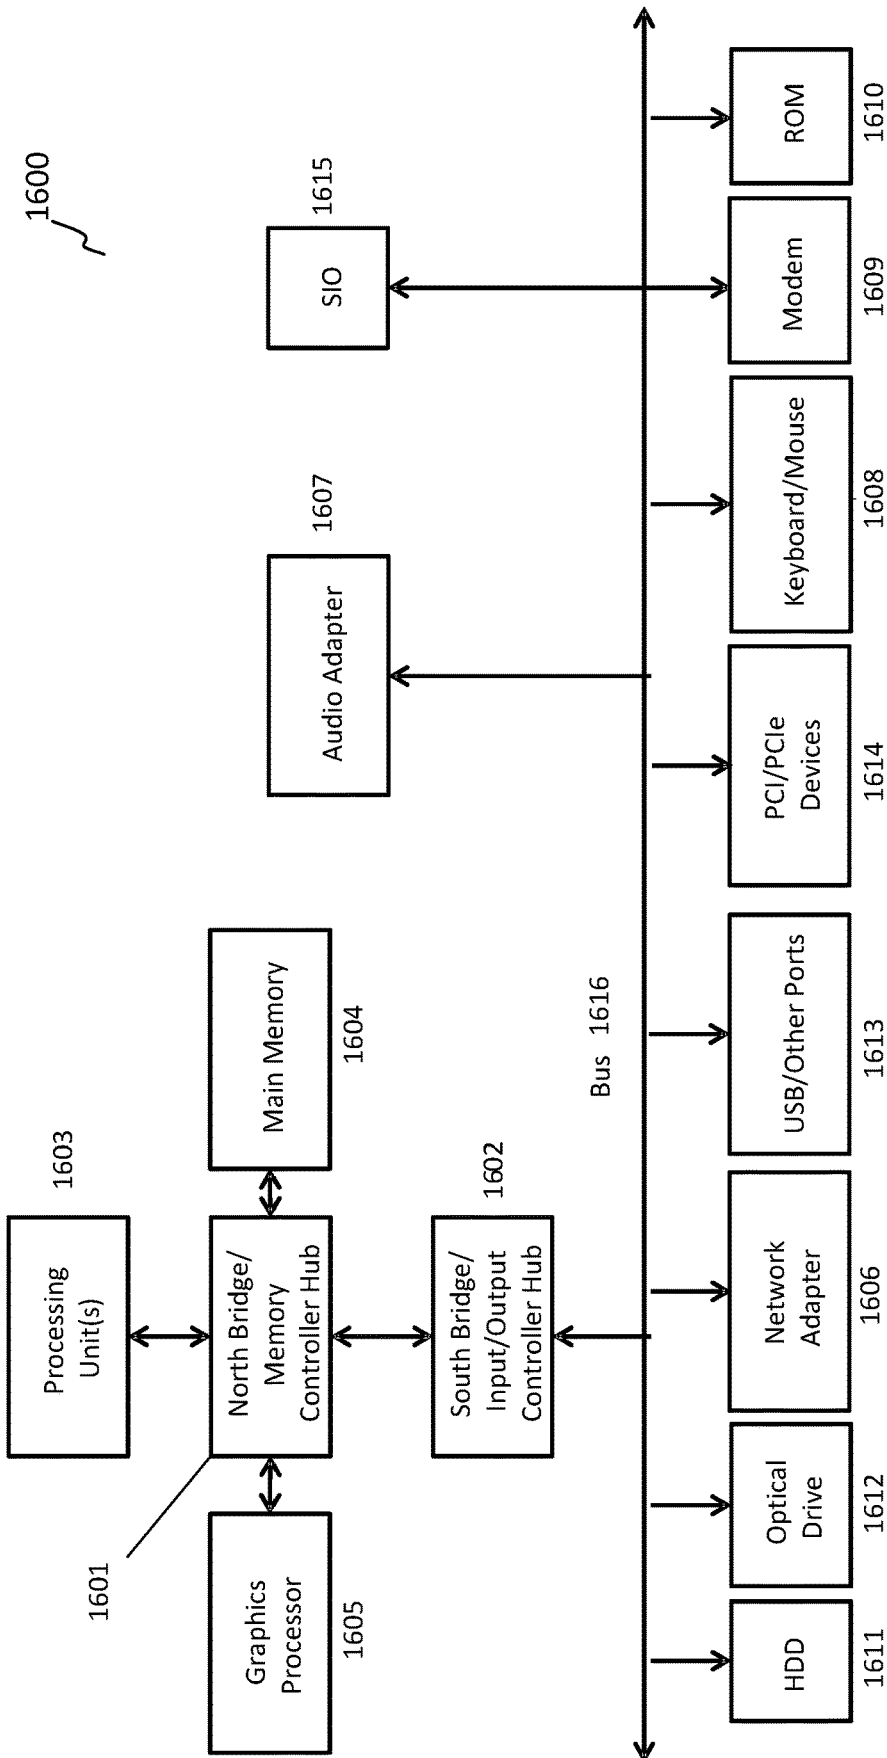 1600
Processing
Unit(s)
1603
1601
Graphics
Processor
1605
North Bridge/
Memory
Controller Hub
Main Memory
1604
Audio Adapter
1607
SIO
1615
South Bridge/
Input/Output
Controller Hub
1602
Bus 1616
HDD
1611
Optical
Drive
1612
Network
Adapter
1606
USB/Other Ports
1613
PCI/PCIe
Devices
1614
Keyboard/Mouse
1608
Modem
1609
ROM
1610